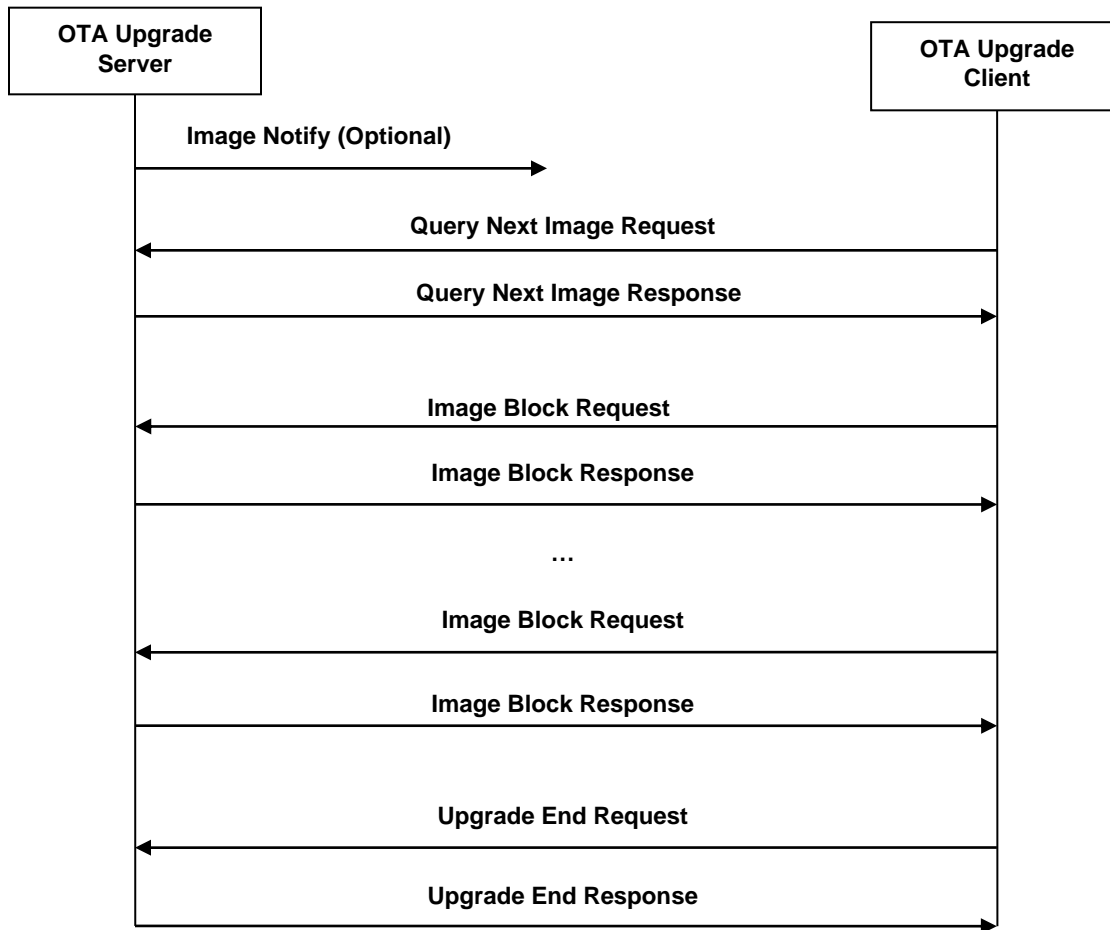 OTA Upgrade
Server
OTA Upgrade
Client
Image Notify (Optional)
Query Next Image Request
Query Next Image Response
Image Block Request
Image Block Response
…
Image Block Request
Image Block Response
Upgrade End Request
Upgrade End Response